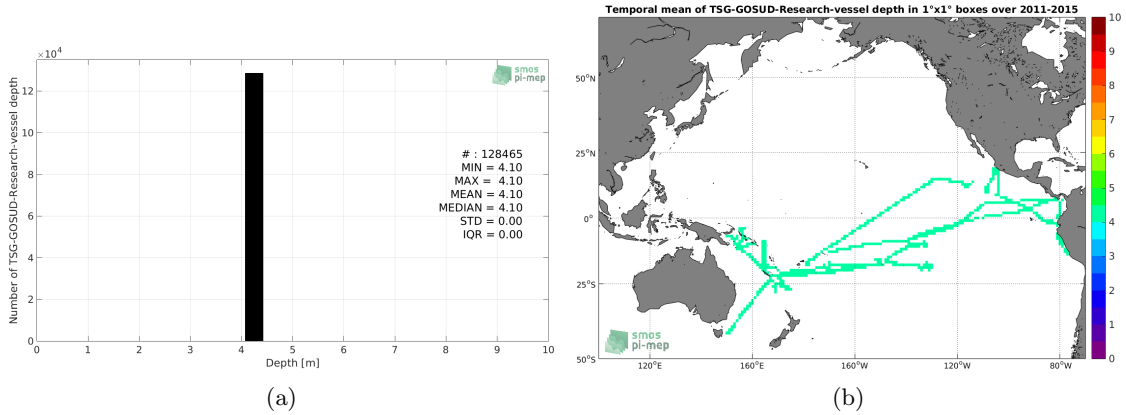 ×10⁴
12
10
8
6
4
2
0
Number of TSG-GOSUD-Research-vessel depth
smos
pi-mep
# : 128465
MIN = 4.10
MAX = 4.10
MEAN = 4.10
MEDIAN = 4.10
STD = 0.00
IQR = 0.00
0 1 2 3 4 5 6 7 8 9 10
Depth [m]
(a)
Temporal mean of TSG-GOSUD-Research-vessel depth in 1°x1° boxes over 2011-2015
50°N
25°N
0°
25°S
50°S
smos
pi-mep
120°E 160°E 160°W 120°W 80°W
10
9
8
7
6
5
4
3
2
1
0
(b)